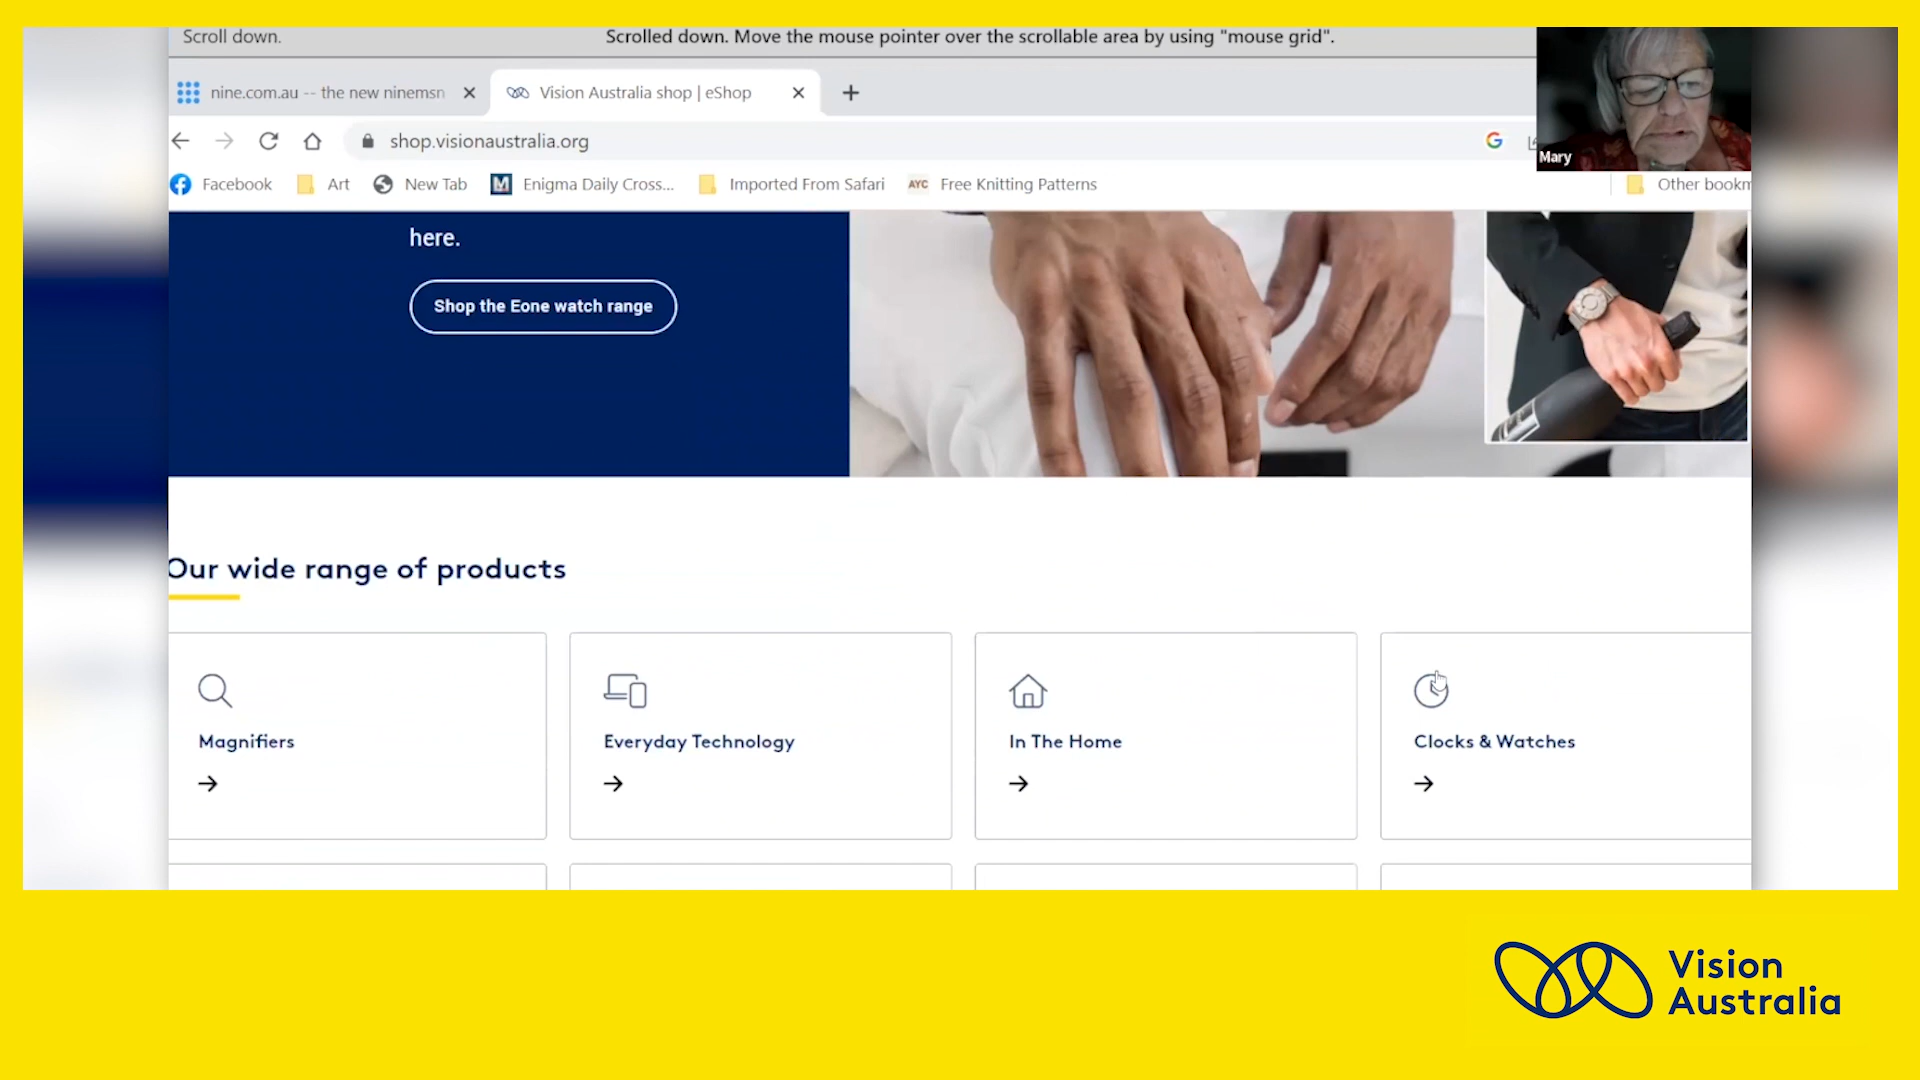 Scroll down.
Scrolled down. Move the mouse pointer over the scrollable area by using "mouse grid".
nine.com.au -- the new ninemsn
Vision Australia shop | eShop
shop.visionaustralia.org
Mary
Facebook
Art
New Tab
Enigma Daily Cross...
Imported From Safari
AYC
Free Knitting Patterns
Other bookm
here.
Shop the Eone watch range
Our wide range of products
Magnifiers
Everyday Technology
In The Home
Clocks & Watches
Vision
Australia